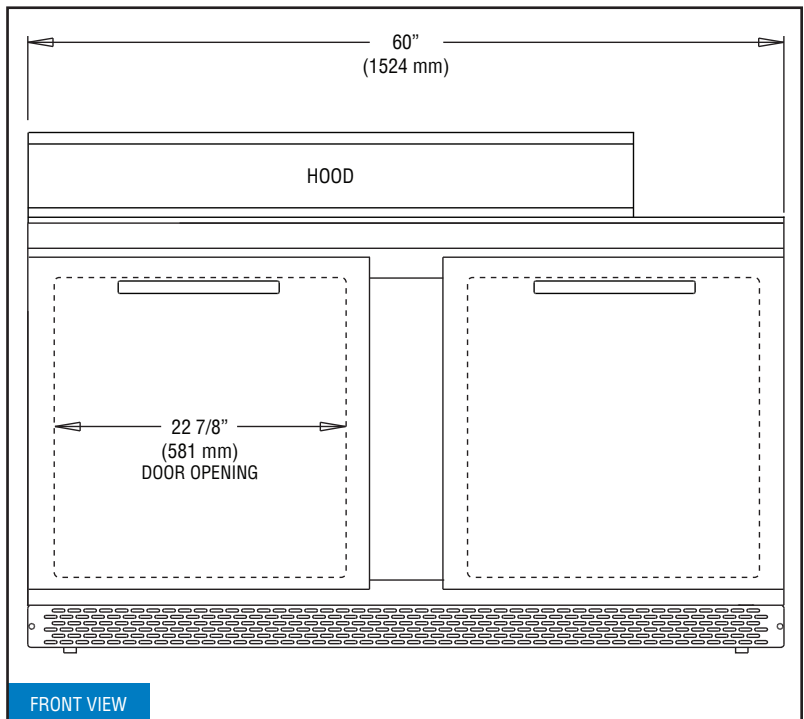 60”
(1524 mm)
HOOD
22 7/8”
(581 mm)
DOOR OPENING
FRONT VIEW